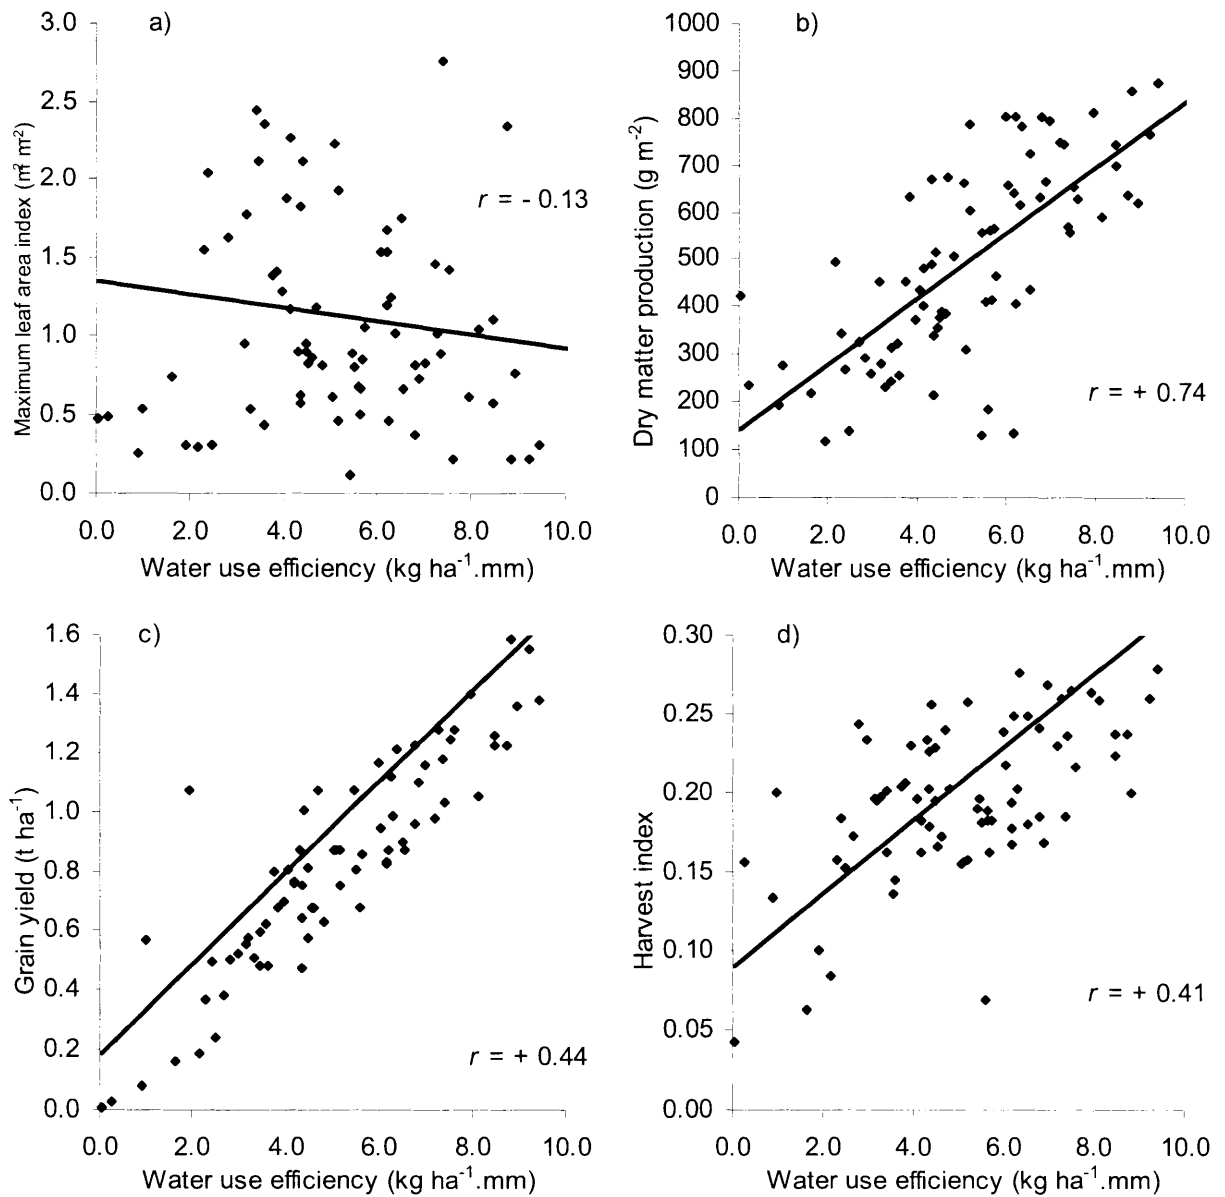 a)
Maximum leaf area index (m² m²)
3.0
2.5
2.0
1.5
1.0
0.5
0.0
r = - 0.13
0.0 2.0 4.0 6.0 8.0 10.0
Water use efficiency (kg ha⁻¹.mm)
b)
Dry matter production (g m⁻²)
1000
900
800
700
600
500
400
300
200
100
0
r = + 0.74
0.0 2.0 4.0 6.0 8.0 10.0
Water use efficiency (kg ha⁻¹.mm)
c)
Grain yield (t ha⁻¹)
1.6
1.4
1.2
1.0
0.8
0.6
0.4
0.2
0.0
r = + 0.44
0.0 2.0 4.0 6.0 8.0 10.0
Water use efficiency (kg ha⁻¹.mm)
d)
Harvest index
0.30
0.25
0.20
0.15
0.10
0.05
0.00
r = + 0.41
0.0 2.0 4.0 6.0 8.0 10.0
Water use efficiency (kg ha⁻¹.mm)